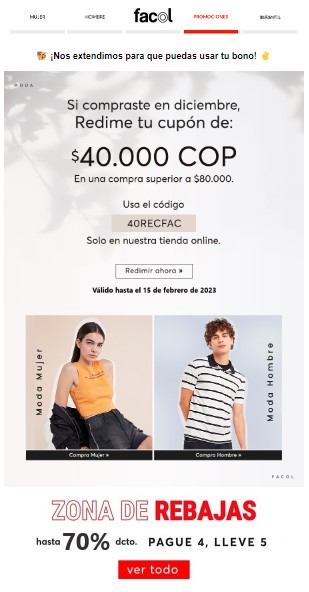 MUJER
HOMBRE
facol
PROMOCIONES
INFANTIL
¡Nos extendimos para que puedas usar tu bono!
MODA
Si compraste en diciembre,
Redime tu cupón de:
$40.000 COP
En una compra superior a $80.000.
Usa el código
40RECFAC
Solo en nuestra tienda online.
Redimir ahora »
Válido hasta el 15 de febrero de 2023
Moda Mujer
Moda Hombre
Compra Mujer »
Compra Hombre »
FACOL
ZONA DE REBAJAS
hasta 70% dcto. PAGUE 4, LLEVE 5
ver todo